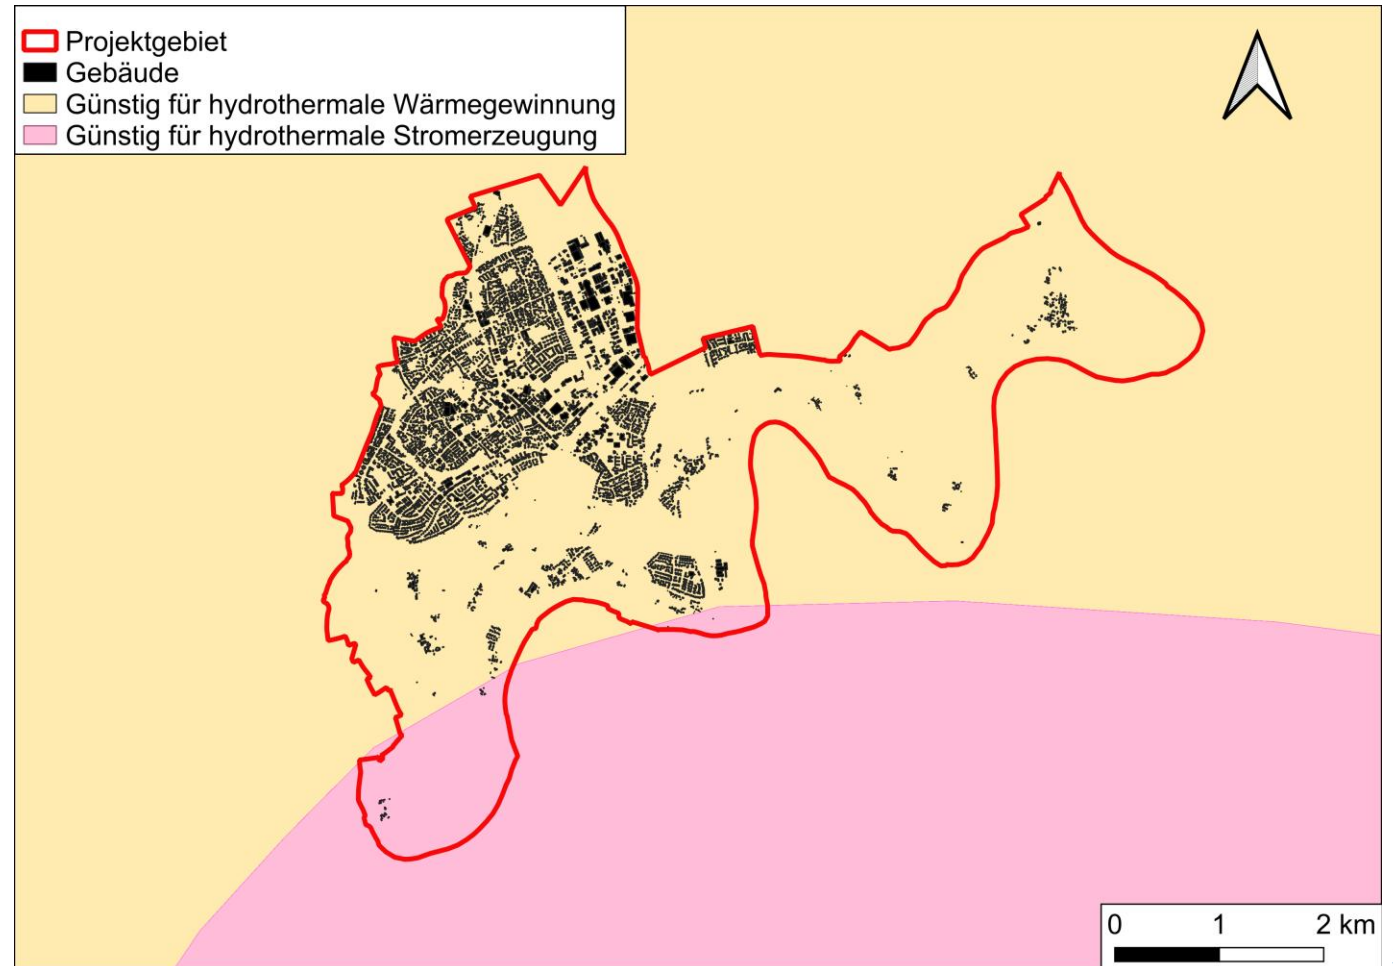 Projektgebiet
Gebäude
Günstig für hydrothermale Wärmegewinnung
Günstig für hydrothermale Stromerzeugung
0 1 2 km